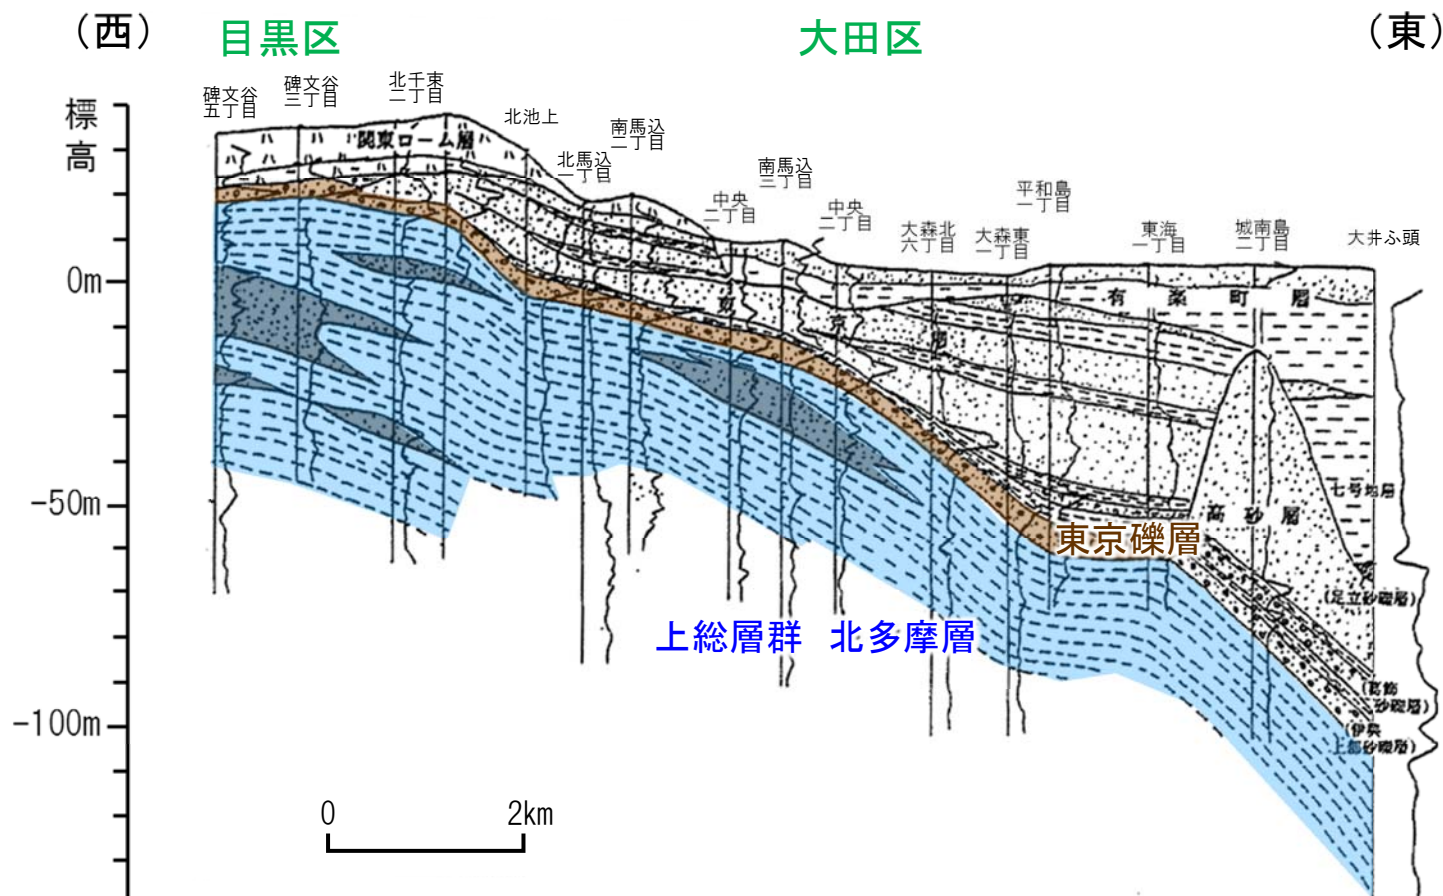 （西）
目黒区
大田区
（東）
標高
碑文谷
五丁目
碑文谷
三丁目
北千束
二丁目
北池上
北馬込
一丁目
南馬込
二丁目
中央
二丁目
南馬込
三丁目
中央
二丁目
大森北
六丁目
大森東
一丁目
平和島
一丁目
東海
一丁目
城南島
二丁目
大井ふ頭
関東ローム層
0m
有楽町層
東京層
-50m
七号地層
高砂層
東京礫層
(足立砂礫層)
上総層群 北多摩層
(葛飾
砂礫層)
-100m
(伊興
上部砂礫層)
0
2km